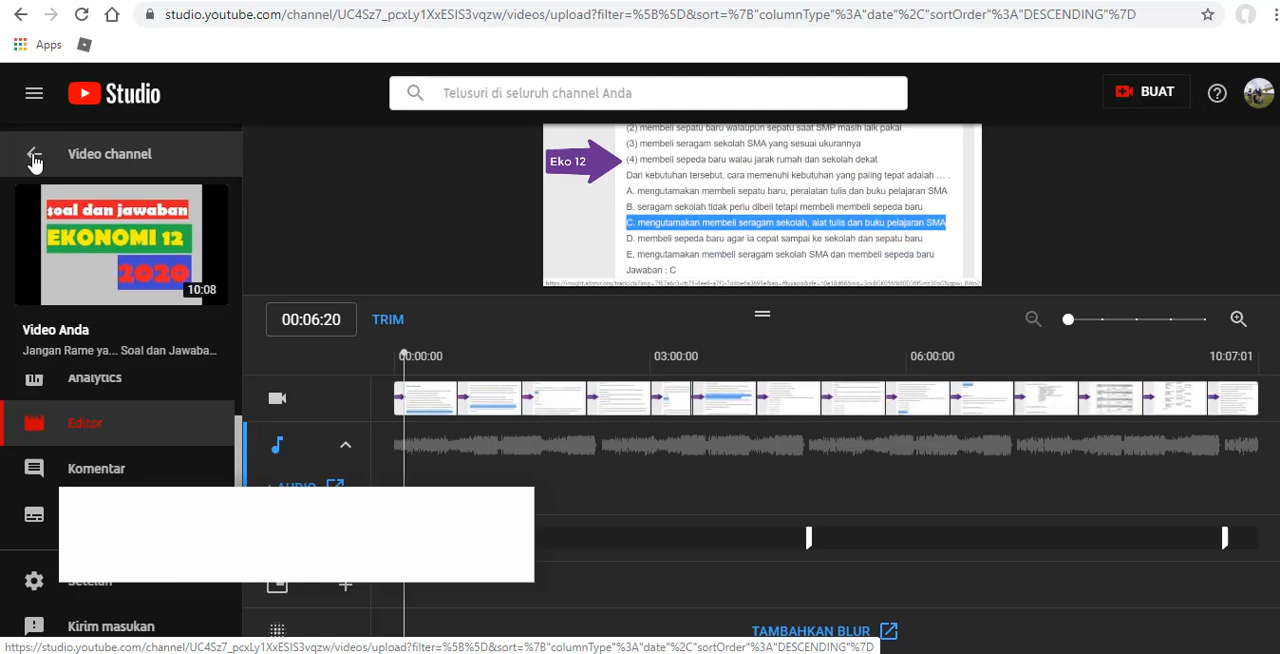 studio.youtube.com/channel/UC4Sz7_pcxLy1XxESIS3vqzw/videos/upload?filter=%5B%5D&sort=%7B"columnType"%3A"date"%2C"sortOrder"%3A"DESCENDING"%7D
Apps
Studio
Telusuri di seluruh channel Anda
BUAT
Video channel
soal dan jawaban
EKONOMI 12
2020
10:08
Video Anda
Jangan Rame ya... Soal dan Jawaba...
Analytics
Editor
Komentar
Setelan
Kirim masukan
(2) membeli sepatu baru walaupun sepatu saat SMP masih laik pakai
(3) membeli seragam sekolah SMA yang sesuai ukurannya
Eko 12
(4) membeli sepeda baru walau jarak rumah dan sekolah dekat
Dari kebutuhan tersebut, cara memenuhi kebutuhan yang paling tepat adalah ... .
A. mengutamakan membeli sepatu baru, peralatan tulis dan buku pelajaran SMA
B. seragam sekolah tidak perlu dibeli tetapi membeli membeli sepeda baru
C. mengutamakan membeli seragam sekolah, alat tulis dan buku pelajaran SMA
D. membeli sepeda baru agar ia cepat sampai ke sekolah dan sepatu baru
E. mengutamakan membeli seragam sekolah SMA dan membeli sepeda baru
Jawaban : C
00:06:20
TRIM
00:00:00
03:00:00
06:00:00
10:07:01
+ AUDIO
TAMBAHKAN BLUR
https://studio.youtube.com/channel/UC4Sz7_pcxLy1XxESIS3vqzw/videos/upload?filter=%5B%5D&sort=%7B"columnType"%3A"date"%2C"sortOrder"%3A"DESCENDING"%7D